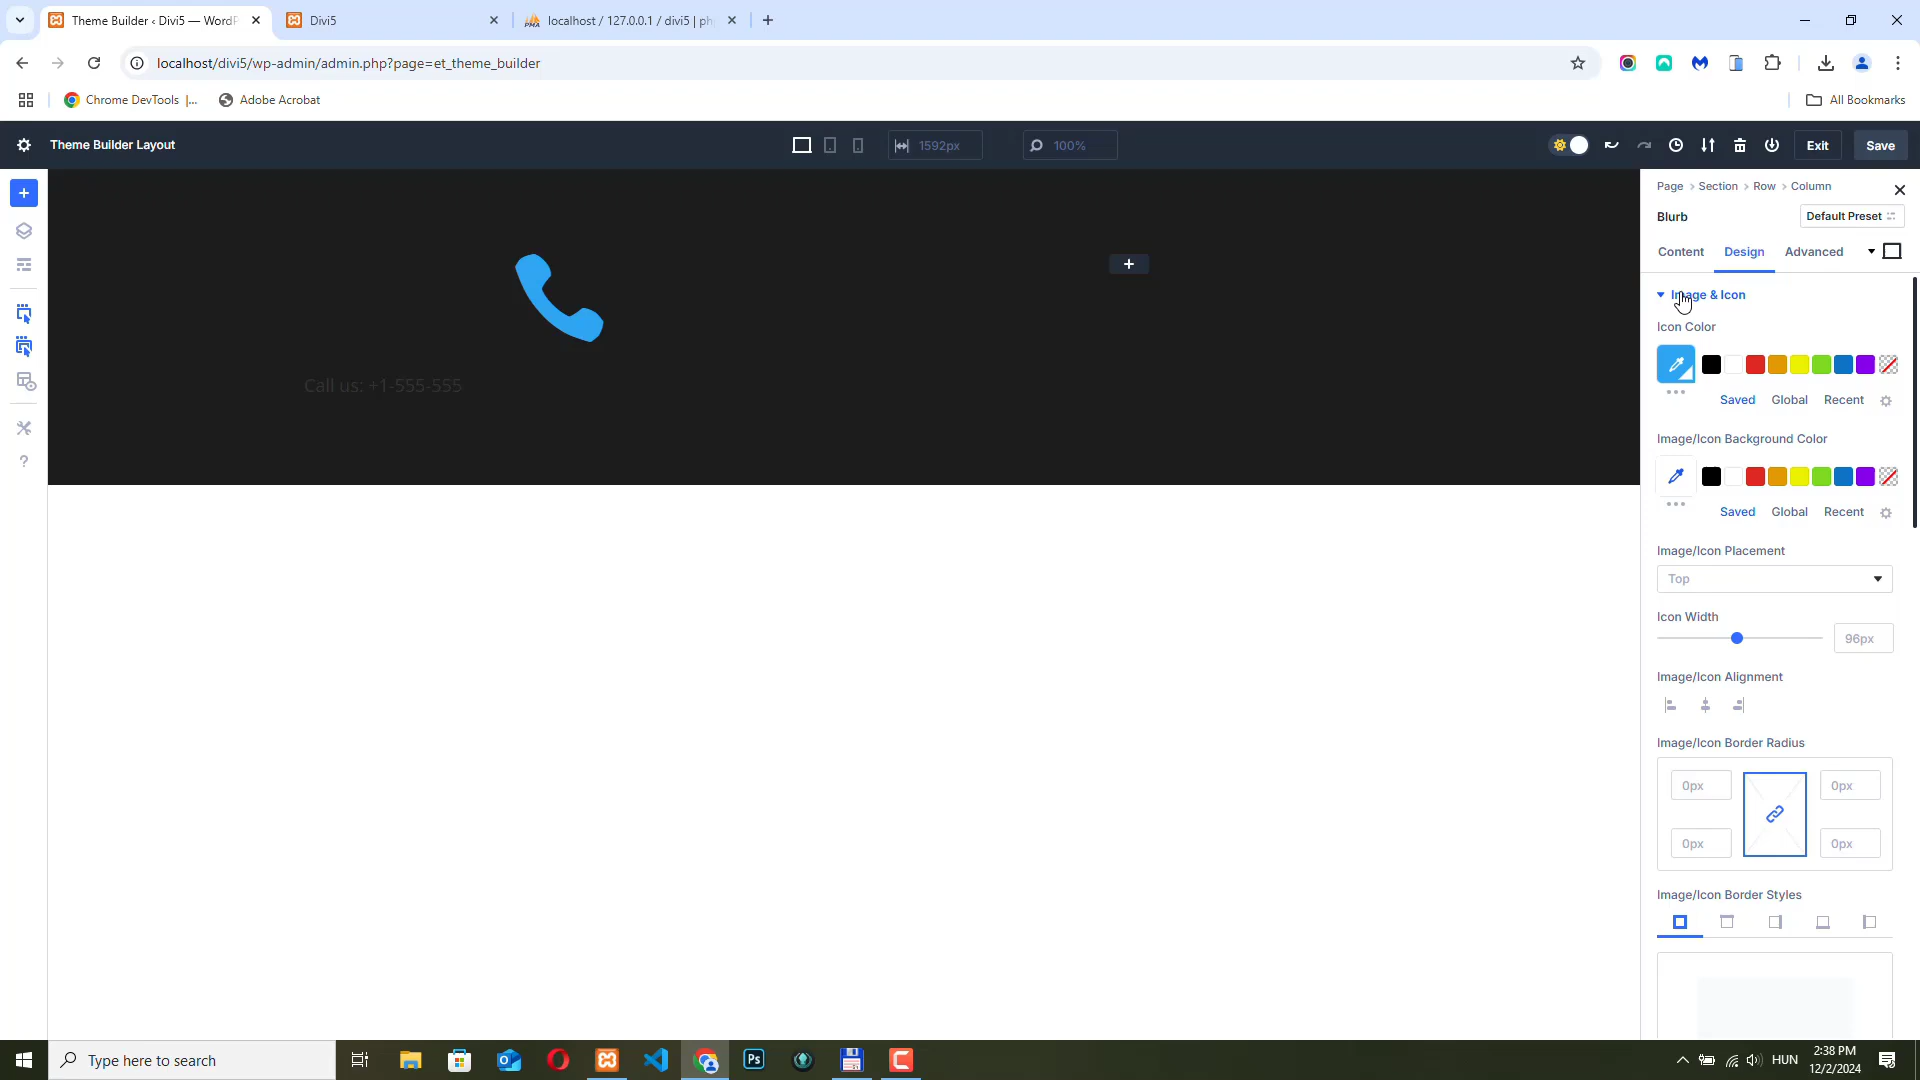 Theme Builder ‹ Divi5 — WordP
Divi5
localhost / 127.0.0.1 / divi5 | ph
localhost/divi5/wp-admin/admin.php?page=et_theme_builder
Chrome DevTools |...
Adobe Acrobat
All Bookmarks
Theme Builder Layout
1592px
100%
Exit
Save
Page > Section > Row > Column
Blurb
Default Preset
Content
Design
Advanced
Image & Icon
Icon Color
Saved
Global
Recent
Image/Icon Background Color
Saved
Global
Recent
Image/Icon Placement
Top
Icon Width
96px
Image/Icon Alignment
Image/Icon Border Radius
0px
0px
0px
0px
Image/Icon Border Styles
Call us: +1-555-555
Type here to search
Ps
HUN
2:38 PM
12/2/2024